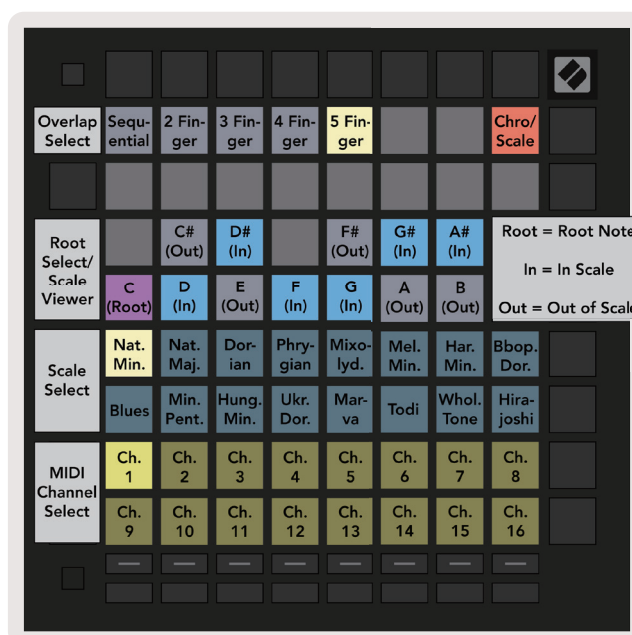 Overlap
Select
Sequ-
ential
2 Fin-
ger
3 Fin-
ger
4 Fin-
ger
5 Fin-
ger
Chro/
Scale
Root
Select/
Scale
Viewer
C#
(Out)
D#
(In)
F#
(Out)
G#
(In)
A#
(In)
Root = Root Note
In = In Scale
Out = Out of Scale
C
(Root)
D
(In)
E
(Out)
F
(In)
G
(In)
A
(Out)
B
(Out)
Scale
Select
Nat.
Min.
Nat.
Maj.
Dor-
ian
Phry-
gian
Mixo-
lyd.
Mel.
Min.
Har.
Min.
Bbop.
Dor.
Blues
Min.
Pent.
Hung.
Min.
Ukr.
Dor.
Mar-
va
Todi
Whol.
Tone
Hira-
joshi
MIDI
Channel
Select
Ch.
1
Ch.
2
Ch.
3
Ch.
4
Ch.
5
Ch.
6
Ch.
7
Ch.
8
Ch.
9
Ch.
10
Ch.
11
Ch.
12
Ch.
13
Ch.
14
Ch.
15
Ch.
16